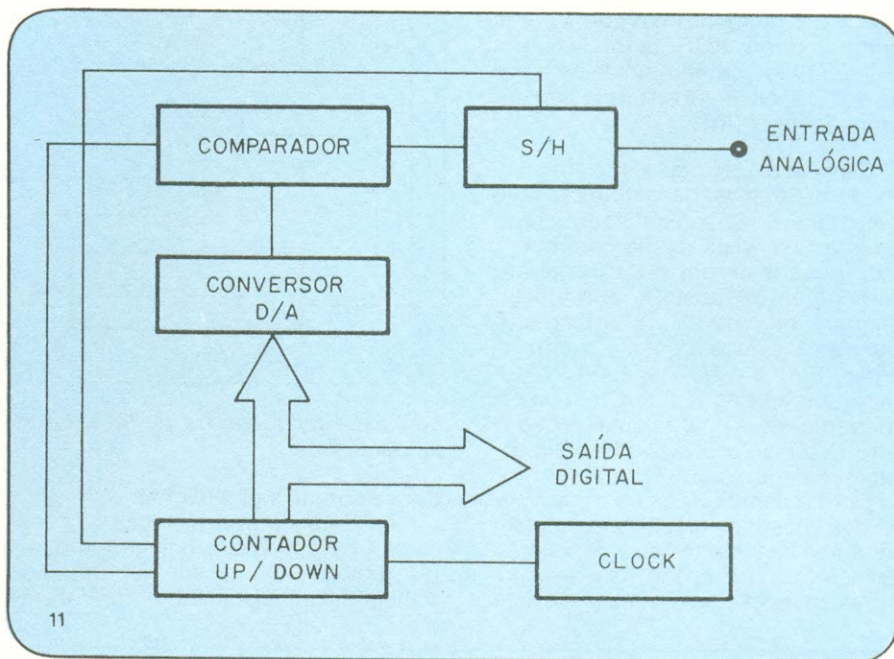 COMPARADOR
S/H
ENTRADA
ANALÓGICA
CONVERSOR
D/A
SAÍDA
DIGITAL
CONTADOR
UP/ DOWN
CLOCK
11